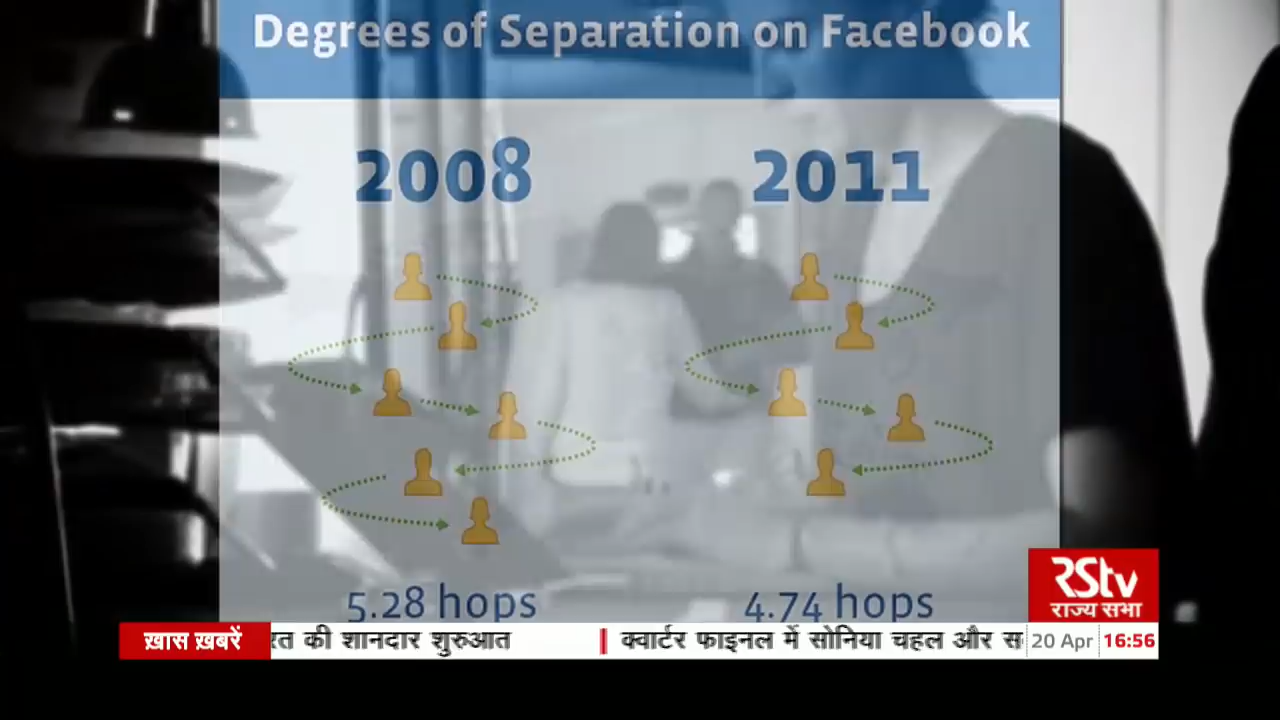 Degrees of Separation on Facebook
2008
2011
5.28 hops
4.74 hops
RStv
राज्य सभा
ख़ास ख़बरें
की शानदार शुरुआत
क्वार्टर फाइनल में सोनिया चहल और
20 Apr
16:56